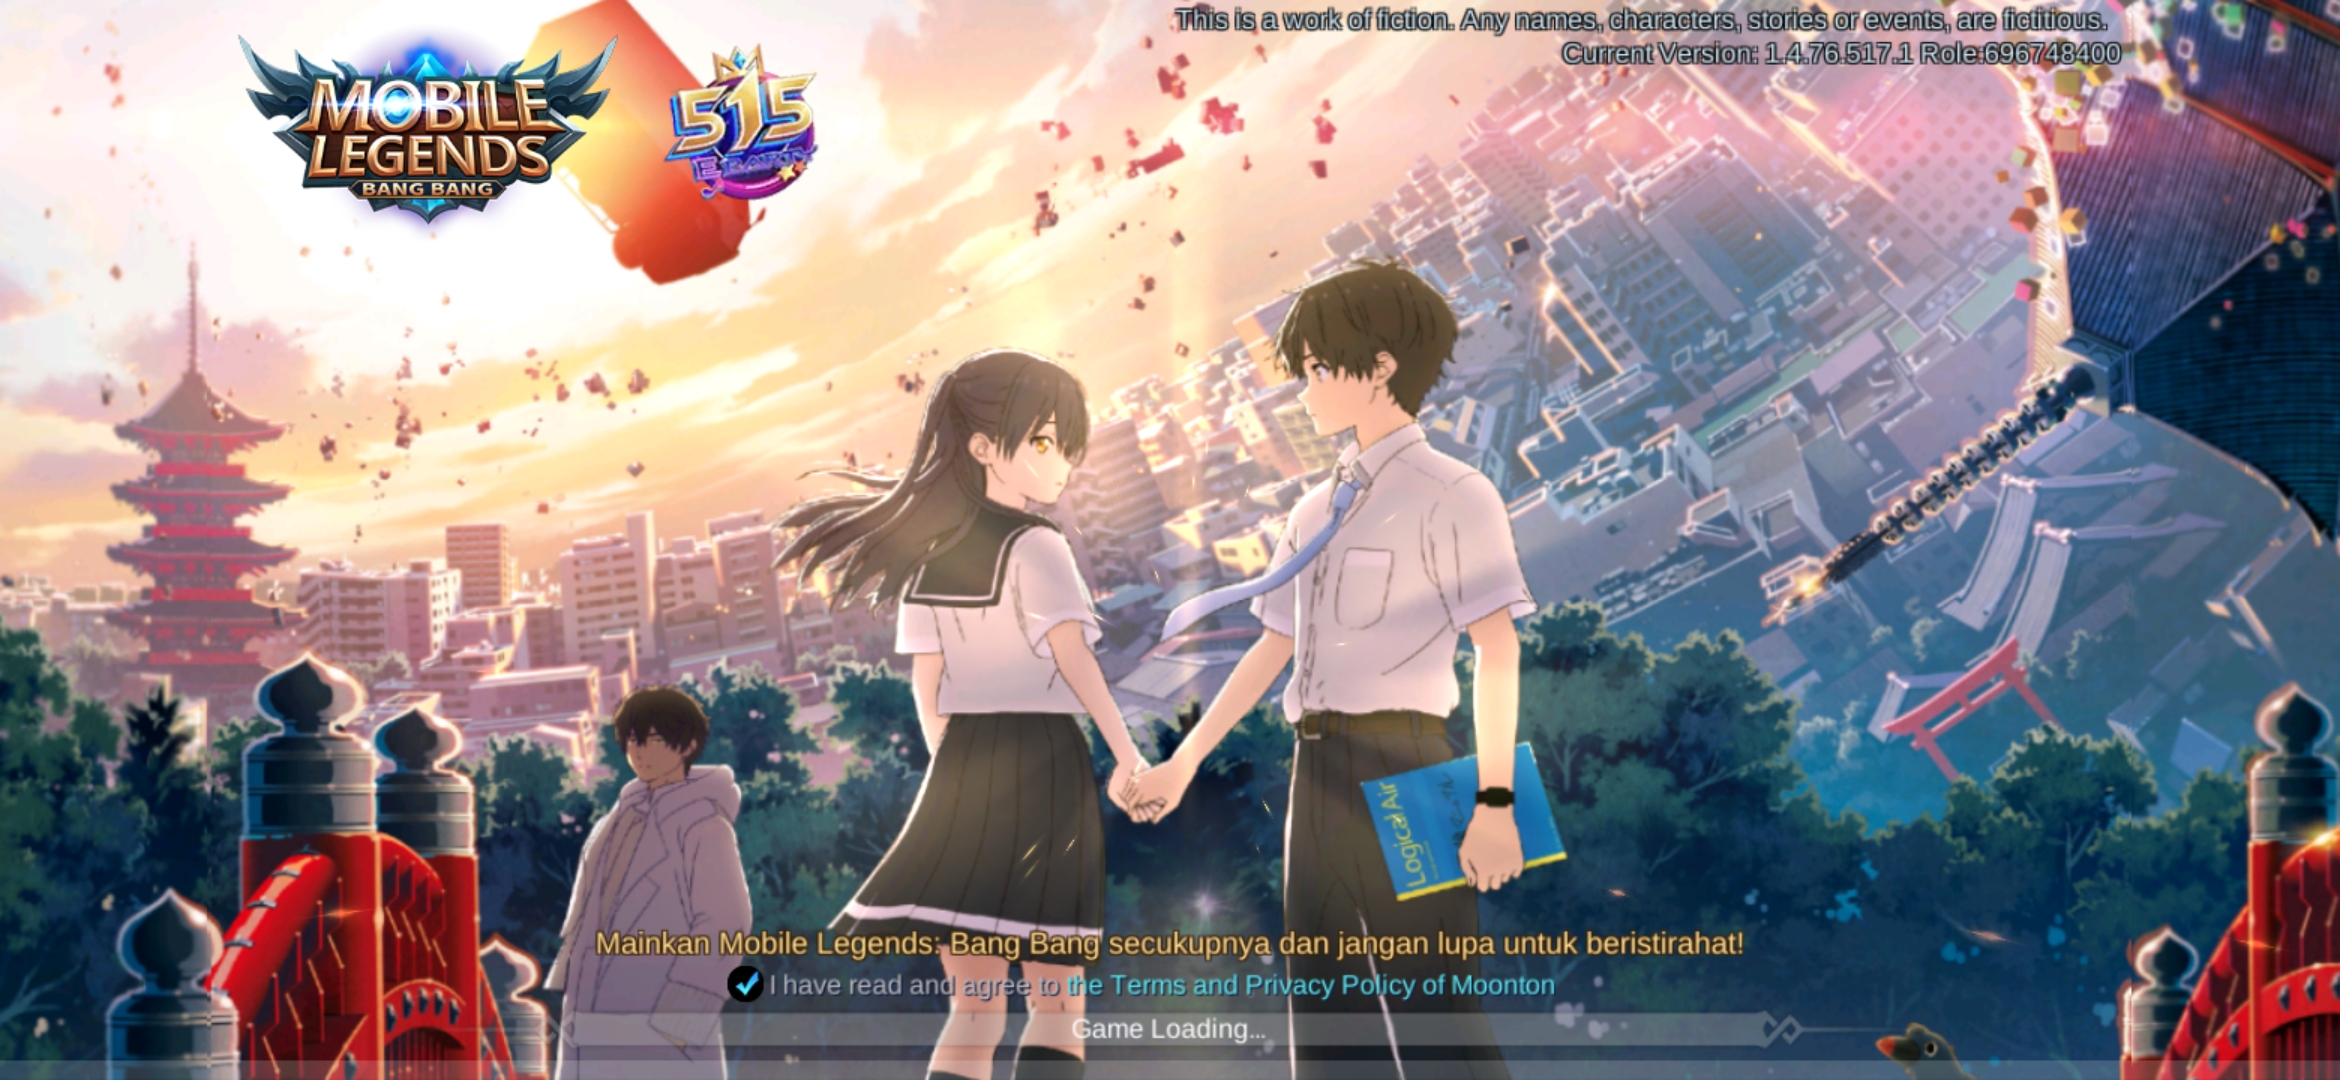 This is a work of fiction. Any names, characters, stories or events, are fictitious.
Current Version: 1.4.76.517.1 Role:696748400
MOBILE
LEGENDS
BANG BANG
515
E-PARTY
Logical Air
Mainkan Mobile Legends: Bang Bang secukupnya dan jangan lupa untuk beristirahat!
I have read and agree to the Terms and Privacy Policy of Moonton
Game Loading...